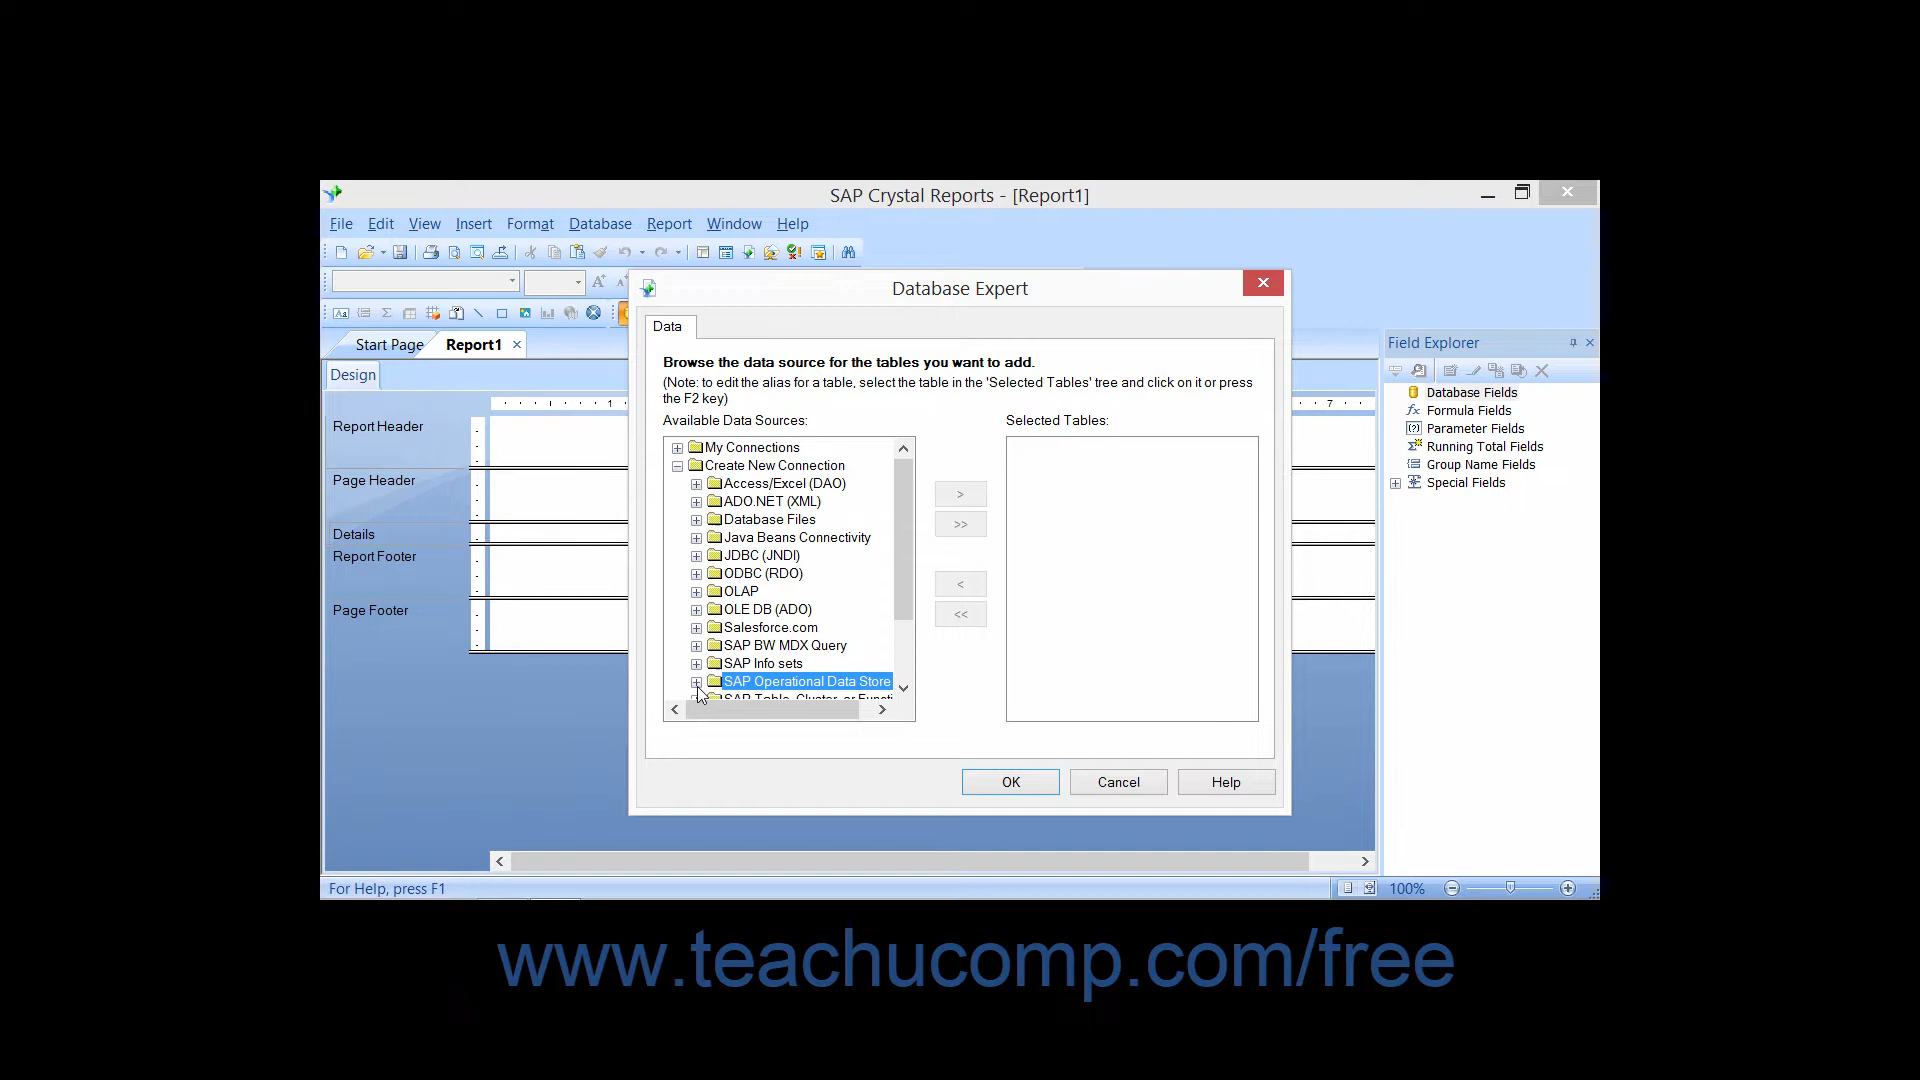 SAP Crystal Reports - [Report1]
File Edit View Insert Format Database Report Window Help
Start Page Report1
Design
Report Header
Page Header
Details
Report Footer
Page Footer
1
7
Database Expert
Data
Browse the data source for the tables you want to add.
(Note: to edit the alias for a table, select the table in the 'Selected Tables' tree and click on it or press
the F2 key)
Available Data Sources:
My Connections
Create New Connection
Access/Excel (DAO)
ADO.NET (XML)
Database Files
Java Beans Connectivity
JDBC (JNDI)
ODBC (RDO)
OLAP
OLE DB (ADO)
Salesforce.com
SAP BW MDX Query
SAP Info sets
SAP Operational Data Store
SAP Table, Cluster, or Functi
>
>>
<
<<
Selected Tables:
OK Cancel Help
Field Explorer
Database Fields
Formula Fields
Parameter Fields
Running Total Fields
Group Name Fields
Special Fields
For Help, press F1
100%
www.teachucomp.com/free